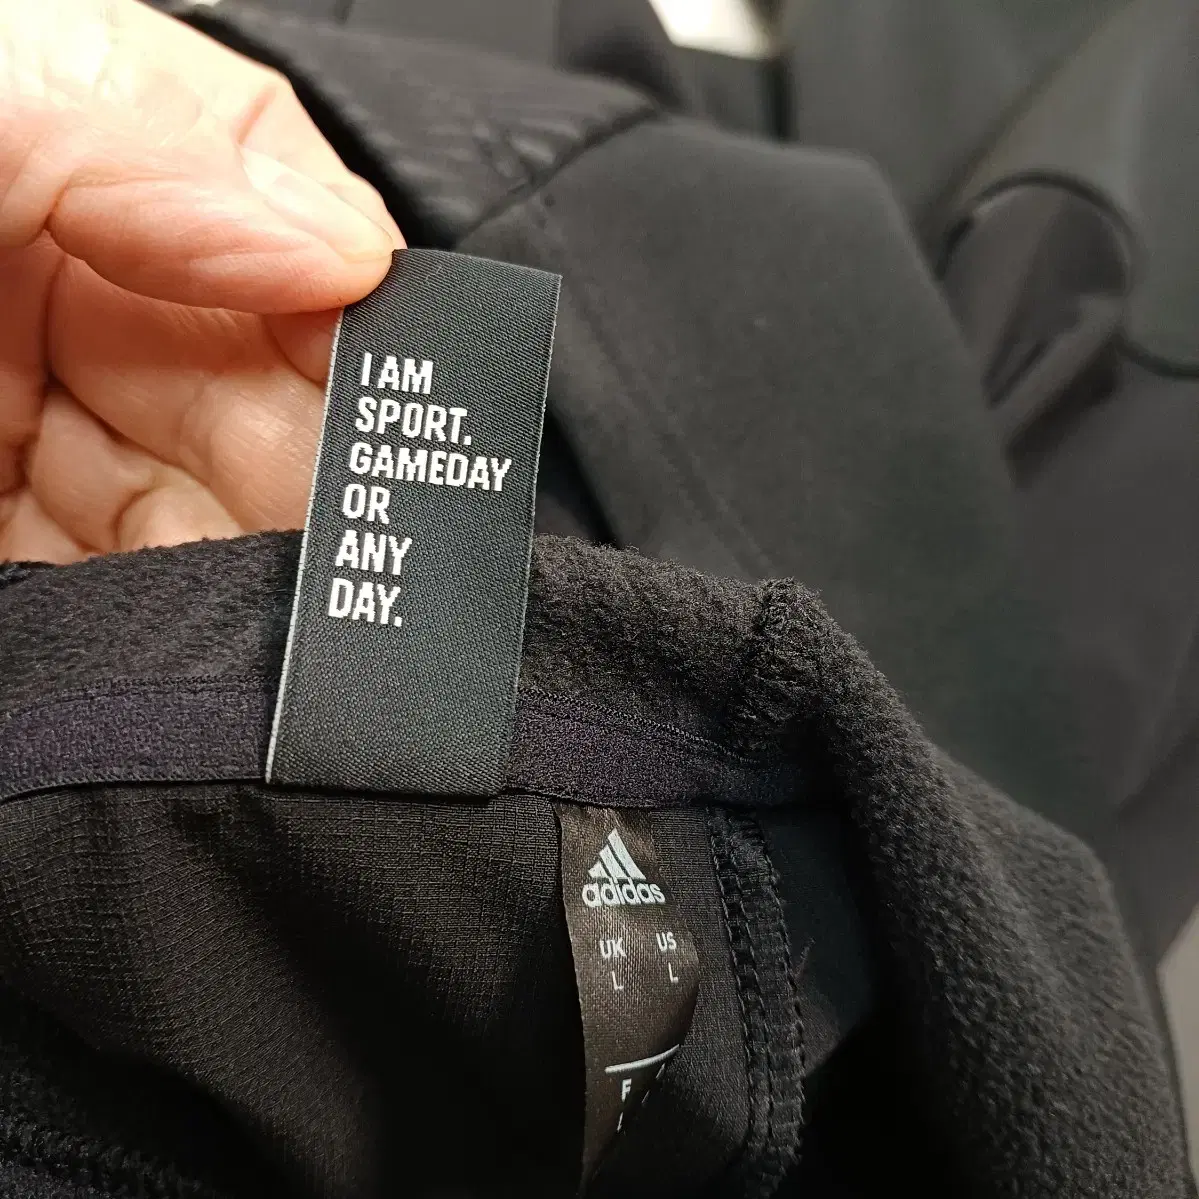 I AM
SPORT.
GAMEDAY
OR
ANY
DAY.
adidas
UK US
L L
F